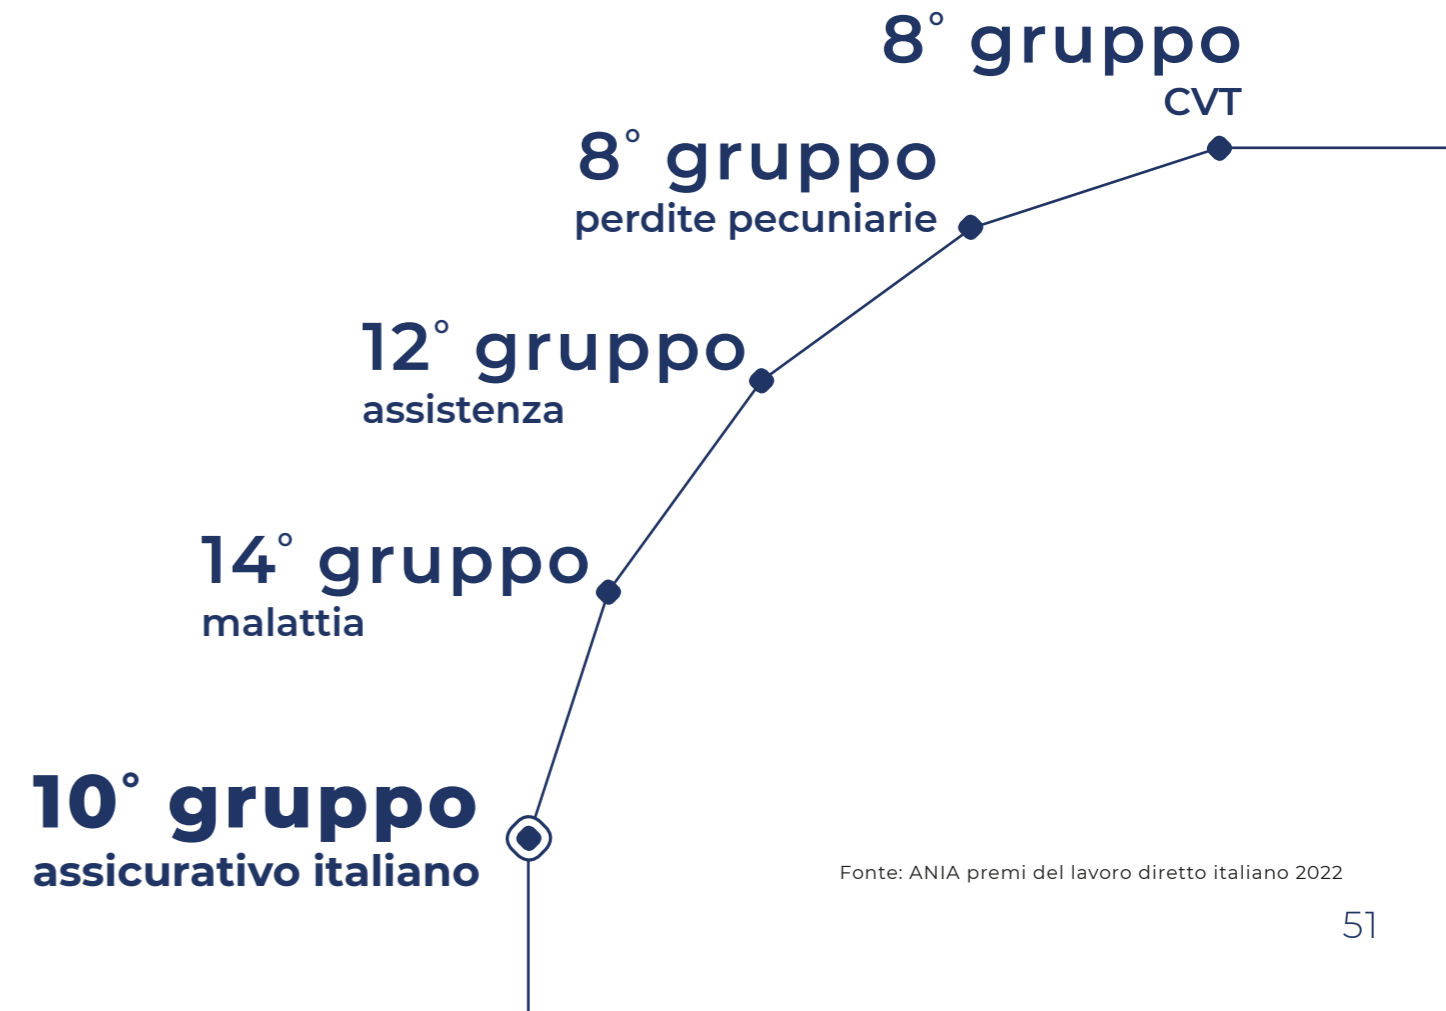 8° gruppo
CVT
8° gruppo
perdite pecuniarie
12° gruppo
assistenza
14° gruppo
malattia
10° gruppo
assicurativo italiano
Fonte: ANIA premi del lavoro diretto italiano 2022
51